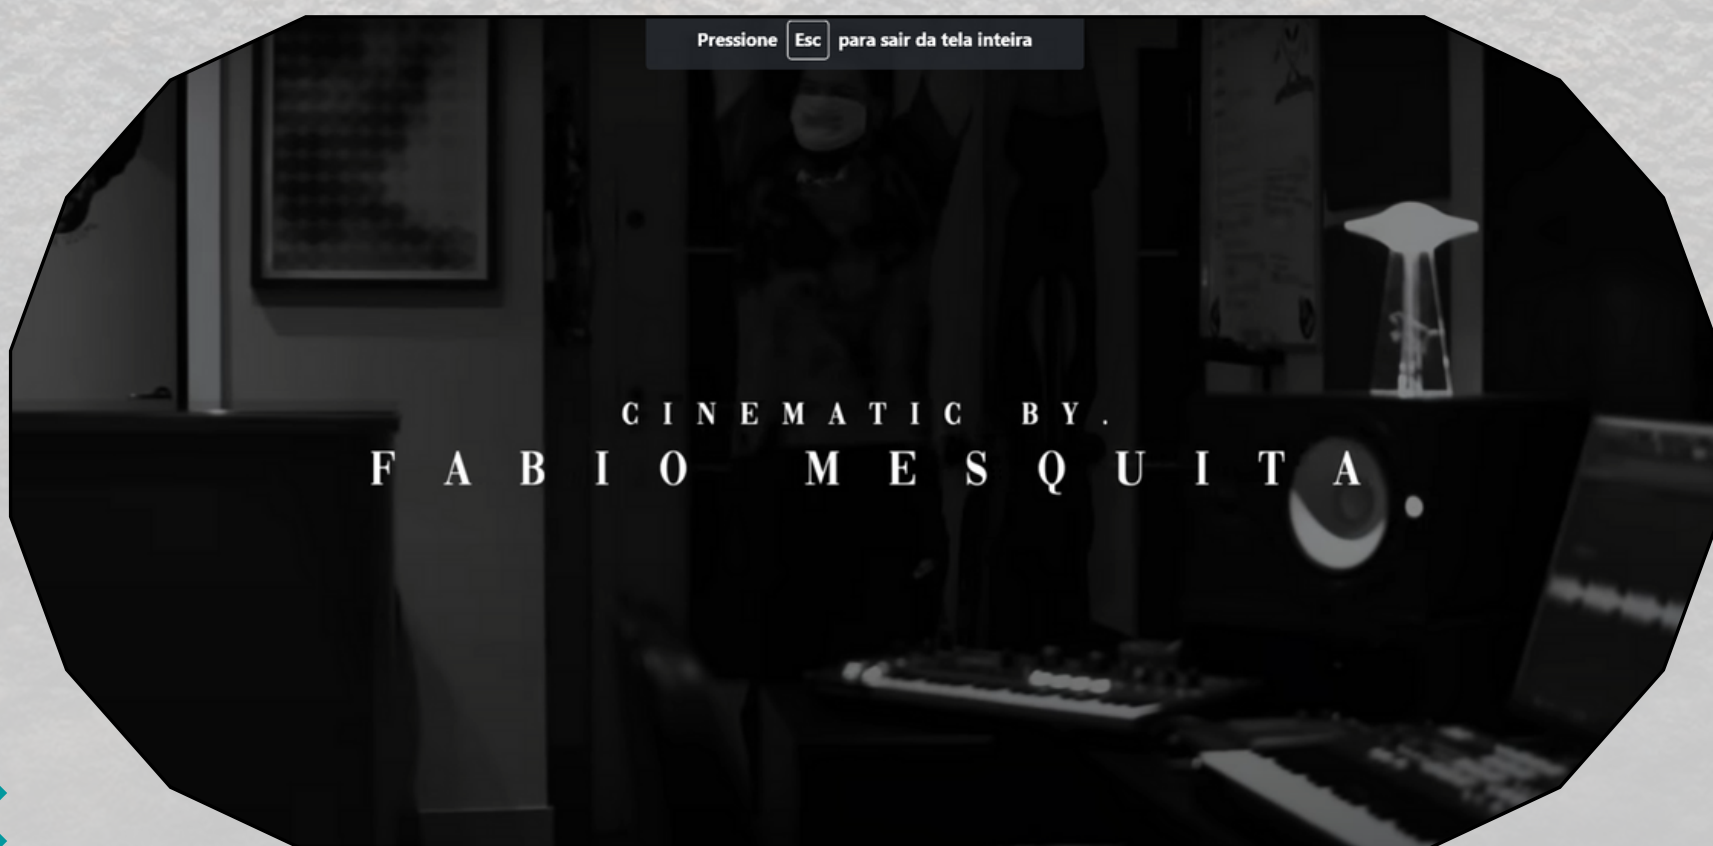 Pressione Esc para sair da tela inteira
CINEMATIC BY.
FABIO MESQUITA